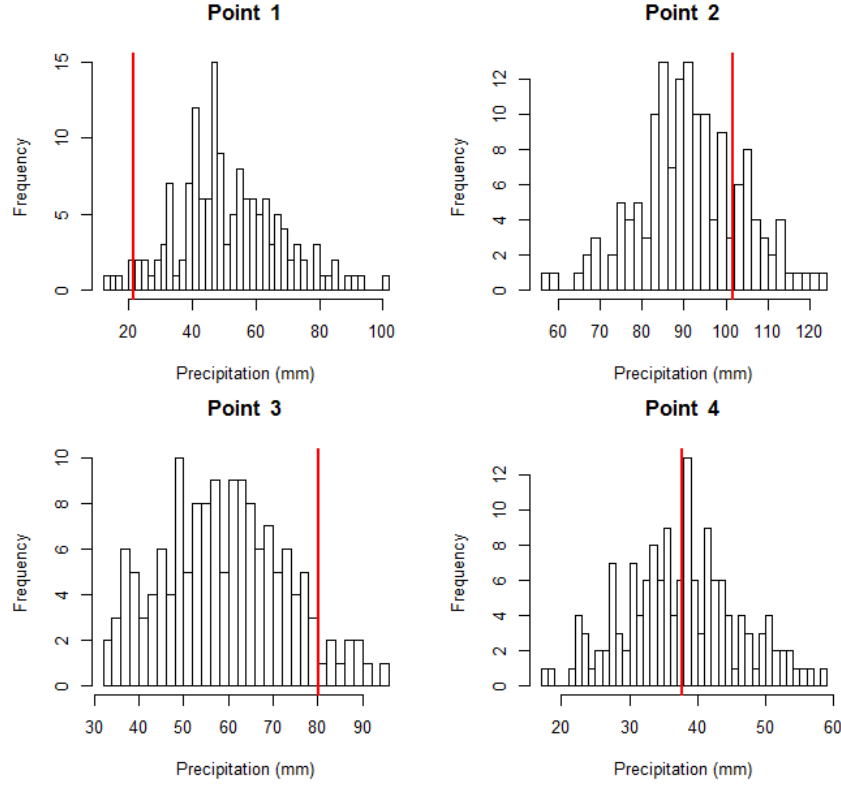 Point 1
Frequency
0 5 10 15
20 40 60 80 100
Precipitation (mm)
Point 2
Frequency
0 2 4 6 8 10 12
60 70 80 90 100 110 120
Precipitation (mm)
Point 3
Frequency
0 2 4 6 8 10
30 40 50 60 70 80 90
Precipitation (mm)
Point 4
Frequency
0 2 4 6 8 10 12
20 30 40 50 60
Precipitation (mm)